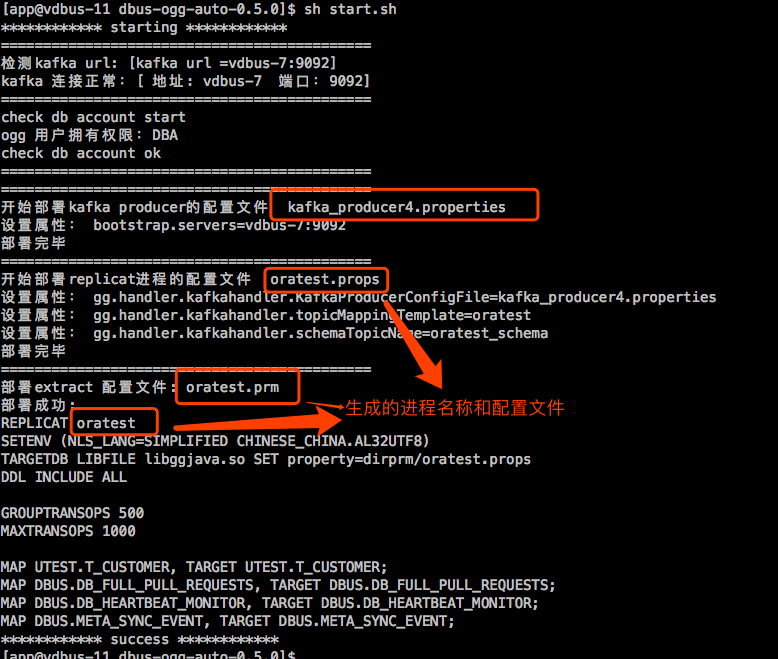 [app@vdbus-11 dbus-ogg-auto-0.5.0]$ sh start.sh
************ starting ************
============================================
检测kafka url: [kafka url =vdbus-7:9092]
kafka 连接正常：[ 地址: vdbus-7  端口: 9092]
============================================
check db account start
ogg 用户拥有权限: DBA
check db account ok
============================================
============================================
开始部署kafka producer的配置文件  kafka_producer4.properties
设置属性： bootstrap.servers=vdbus-7:9092
部署完毕
============================================
开始部署replicat进程的配置文件  oratest.props
设置属性： gg.handler.kafkahandler.KafkaProducerConfigFile=kafka_producer4.properties
设置属性： gg.handler.kafkahandler.topicMappingTemplate=oratest
设置属性： gg.handler.kafkahandler.schemaTopicName=oratest_schema
部署完毕
============================================
部署extract 配置文件: oratest.prm
部署成功:
生成的进程名称和配置文件
REPLICAT oratest
SETENV (NLS_LANG=SIMPLIFIED CHINESE_CHINA.AL32UTF8)
TARGETDB LIBFILE libggjava.so SET property=dirprm/oratest.props
DDL INCLUDE ALL
GROUPTRANSOPS 500
MAXTRANSOPS 1000
MAP UTEST.T_CUSTOMER, TARGET UTEST.T_CUSTOMER;
MAP DBUS.DB_FULL_PULL_REQUESTS, TARGET DBUS.DB_FULL_PULL_REQUESTS;
MAP DBUS.DB_HEARTBEAT_MONITOR, TARGET DBUS.DB_HEARTBEAT_MONITOR;
MAP DBUS.META_SYNC_EVENT, TARGET DBUS.META_SYNC_EVENT;
************ success ************
[app@vdbus-11 dbus-ogg-auto-0.5.0]$